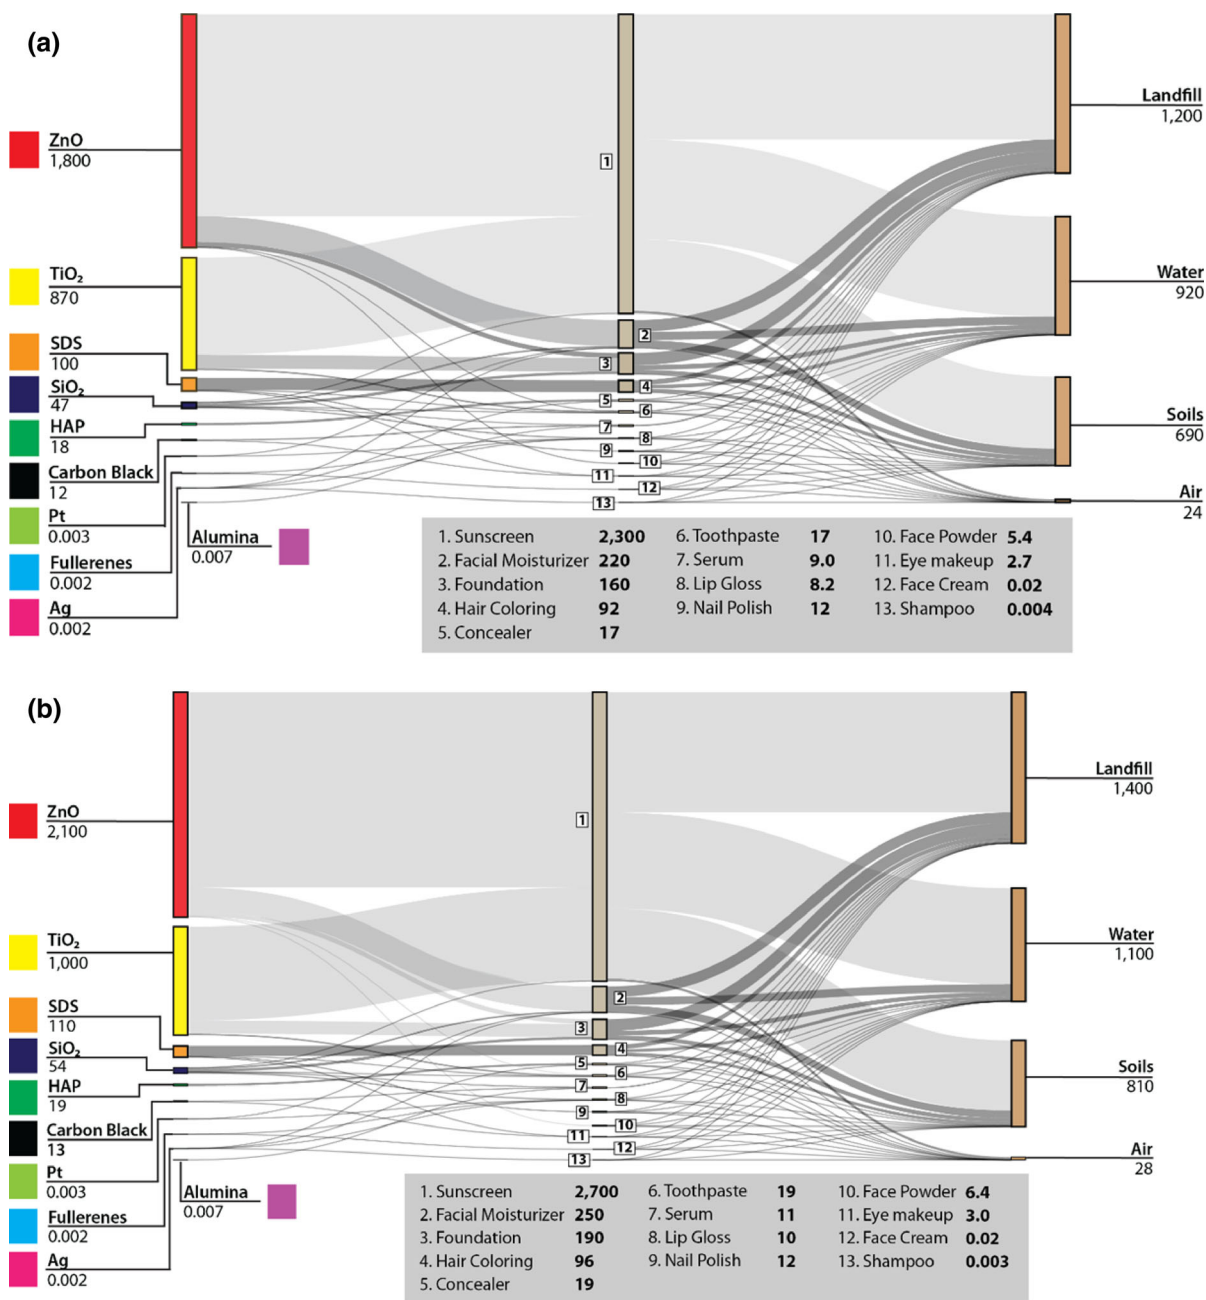 (a)
ZnO
1,800
TiO₂
870
SDS
100
SiO₂
47
HAP
18
Carbon Black
12
Pt
0.003
Fullerenes
0.002
Ag
0.002
Alumina
0.007
1
2
3
4
5
6
7
8
9
10
11
12
13
Landfill
1,200
Water
920
Soils
690
Air
24
1. Sunscreen 2,300 6. Toothpaste 17 10. Face Powder 5.4
2. Facial Moisturizer 220 7. Serum 9.0 11. Eye makeup 2.7
3. Foundation 160 8. Lip Gloss 8.2 12. Face Cream 0.02
4. Hair Coloring 92 9. Nail Polish 12 13. Shampoo 0.004
5. Concealer 17
(b)
ZnO
2,100
TiO₂
1,000
SDS
110
SiO₂
54
HAP
19
Carbon Black
13
Pt
0.003
Fullerenes
0.002
Ag
0.002
Alumina
0.007
1
2
3
4
5
6
7
8
9
10
11
12
13
Landfill
1,400
Water
1,100
Soils
810
Air
28
1. Sunscreen 2,700 6. Toothpaste 19 10. Face Powder 6.4
2. Facial Moisturizer 250 7. Serum 11 11. Eye makeup 3.0
3. Foundation 190 8. Lip Gloss 10 12. Face Cream 0.02
4. Hair Coloring 96 9. Nail Polish 12 13. Shampoo 0.003
5. Concealer 19